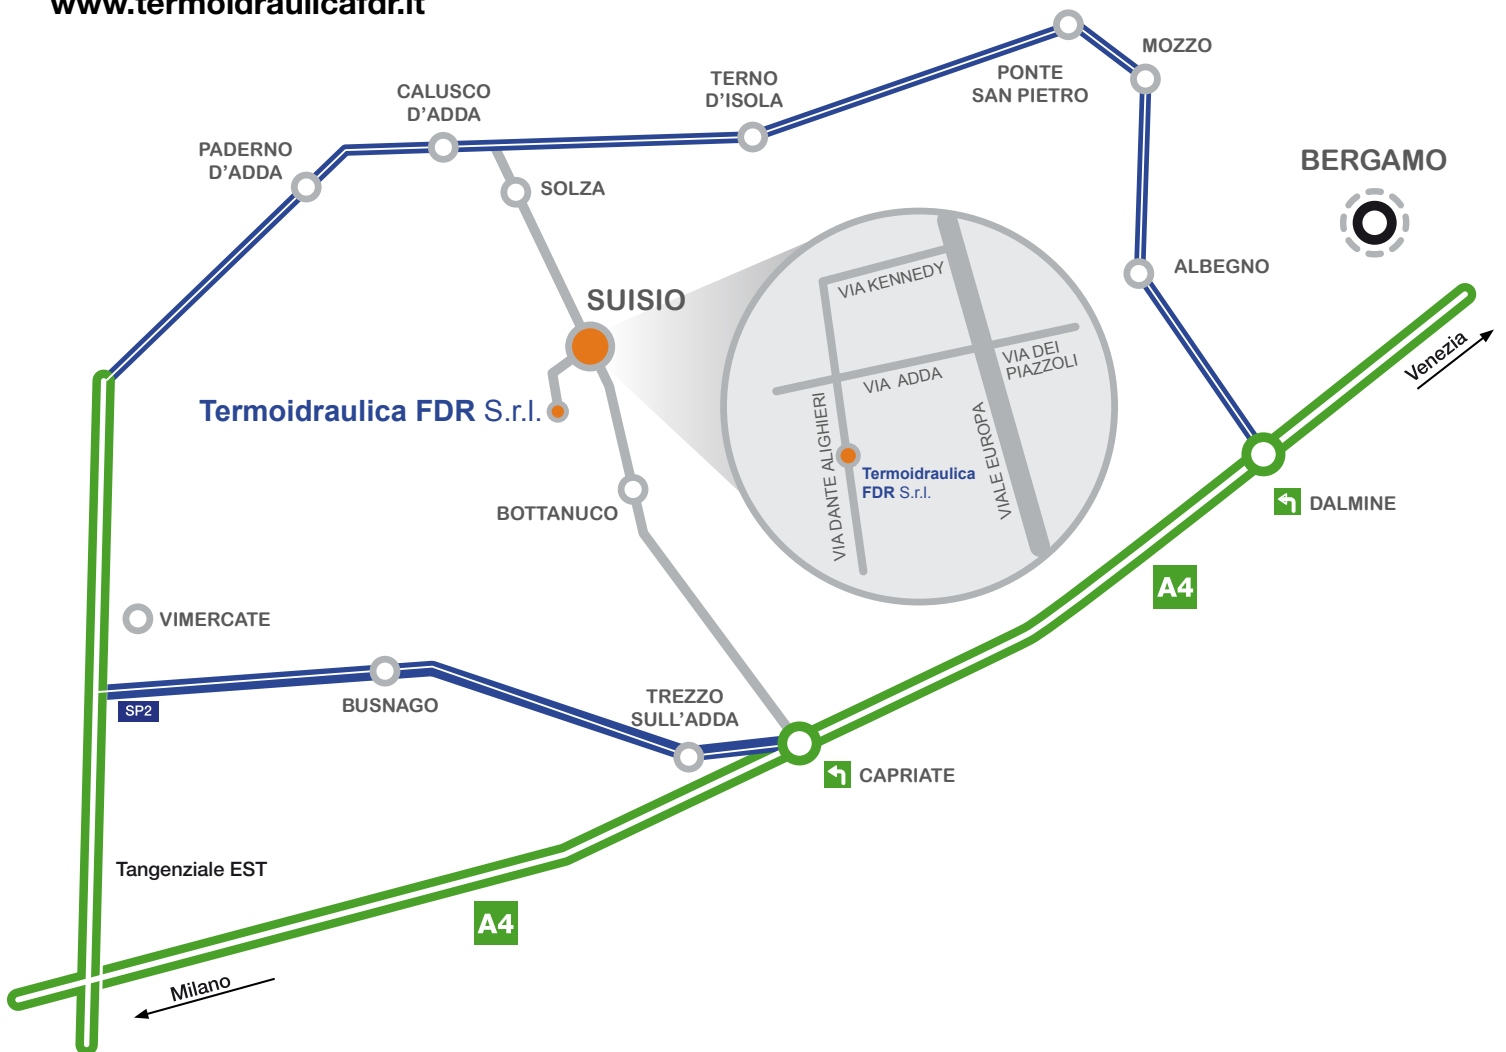 www.termoidraulicafdr.it
MOZZO
PONTE
SAN PIETRO
TERNO
D'ISOLA
CALUSCO
D'ADDA
PADERNO
D'ADDA
SOLZA
BERGAMO
ALBEGNO
SUISIO
VIA KENNEDY
VIA ADDA
VIA DEI
PIAZZOLI
VIA DANTE ALIGHIERI
VIALE EUROPA
Termoidraulica
FDR S.r.l.
Termoidraulica FDR S.r.l.
Venezia
BOTTANUCO
DALMINE
A4
VIMERCATE
SP2
BUSNAGO
TREZZO
SULL'ADDA
CAPRIATE
Tangenziale EST
A4
Milano